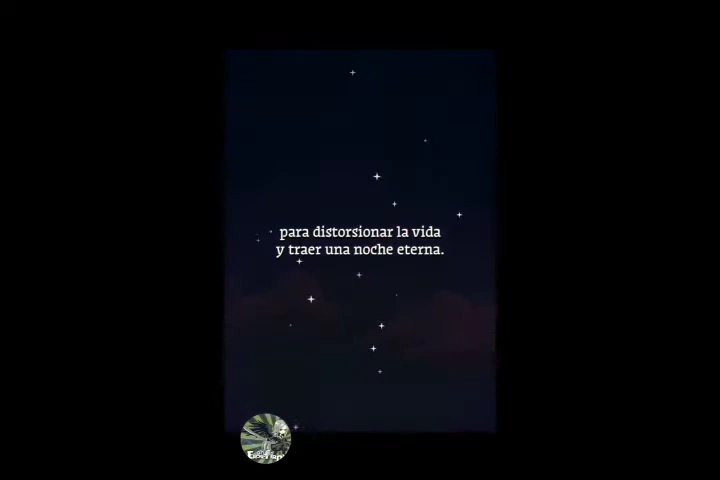 para distorsionar la vida
y traer una noche eterna.